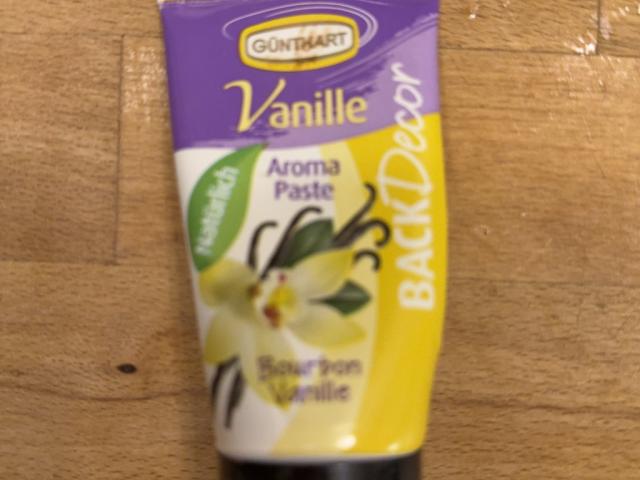 GÜNTHART
Vanille
Aroma
Paste
Natürlich
BACKDecor
Bourbon
Vanille